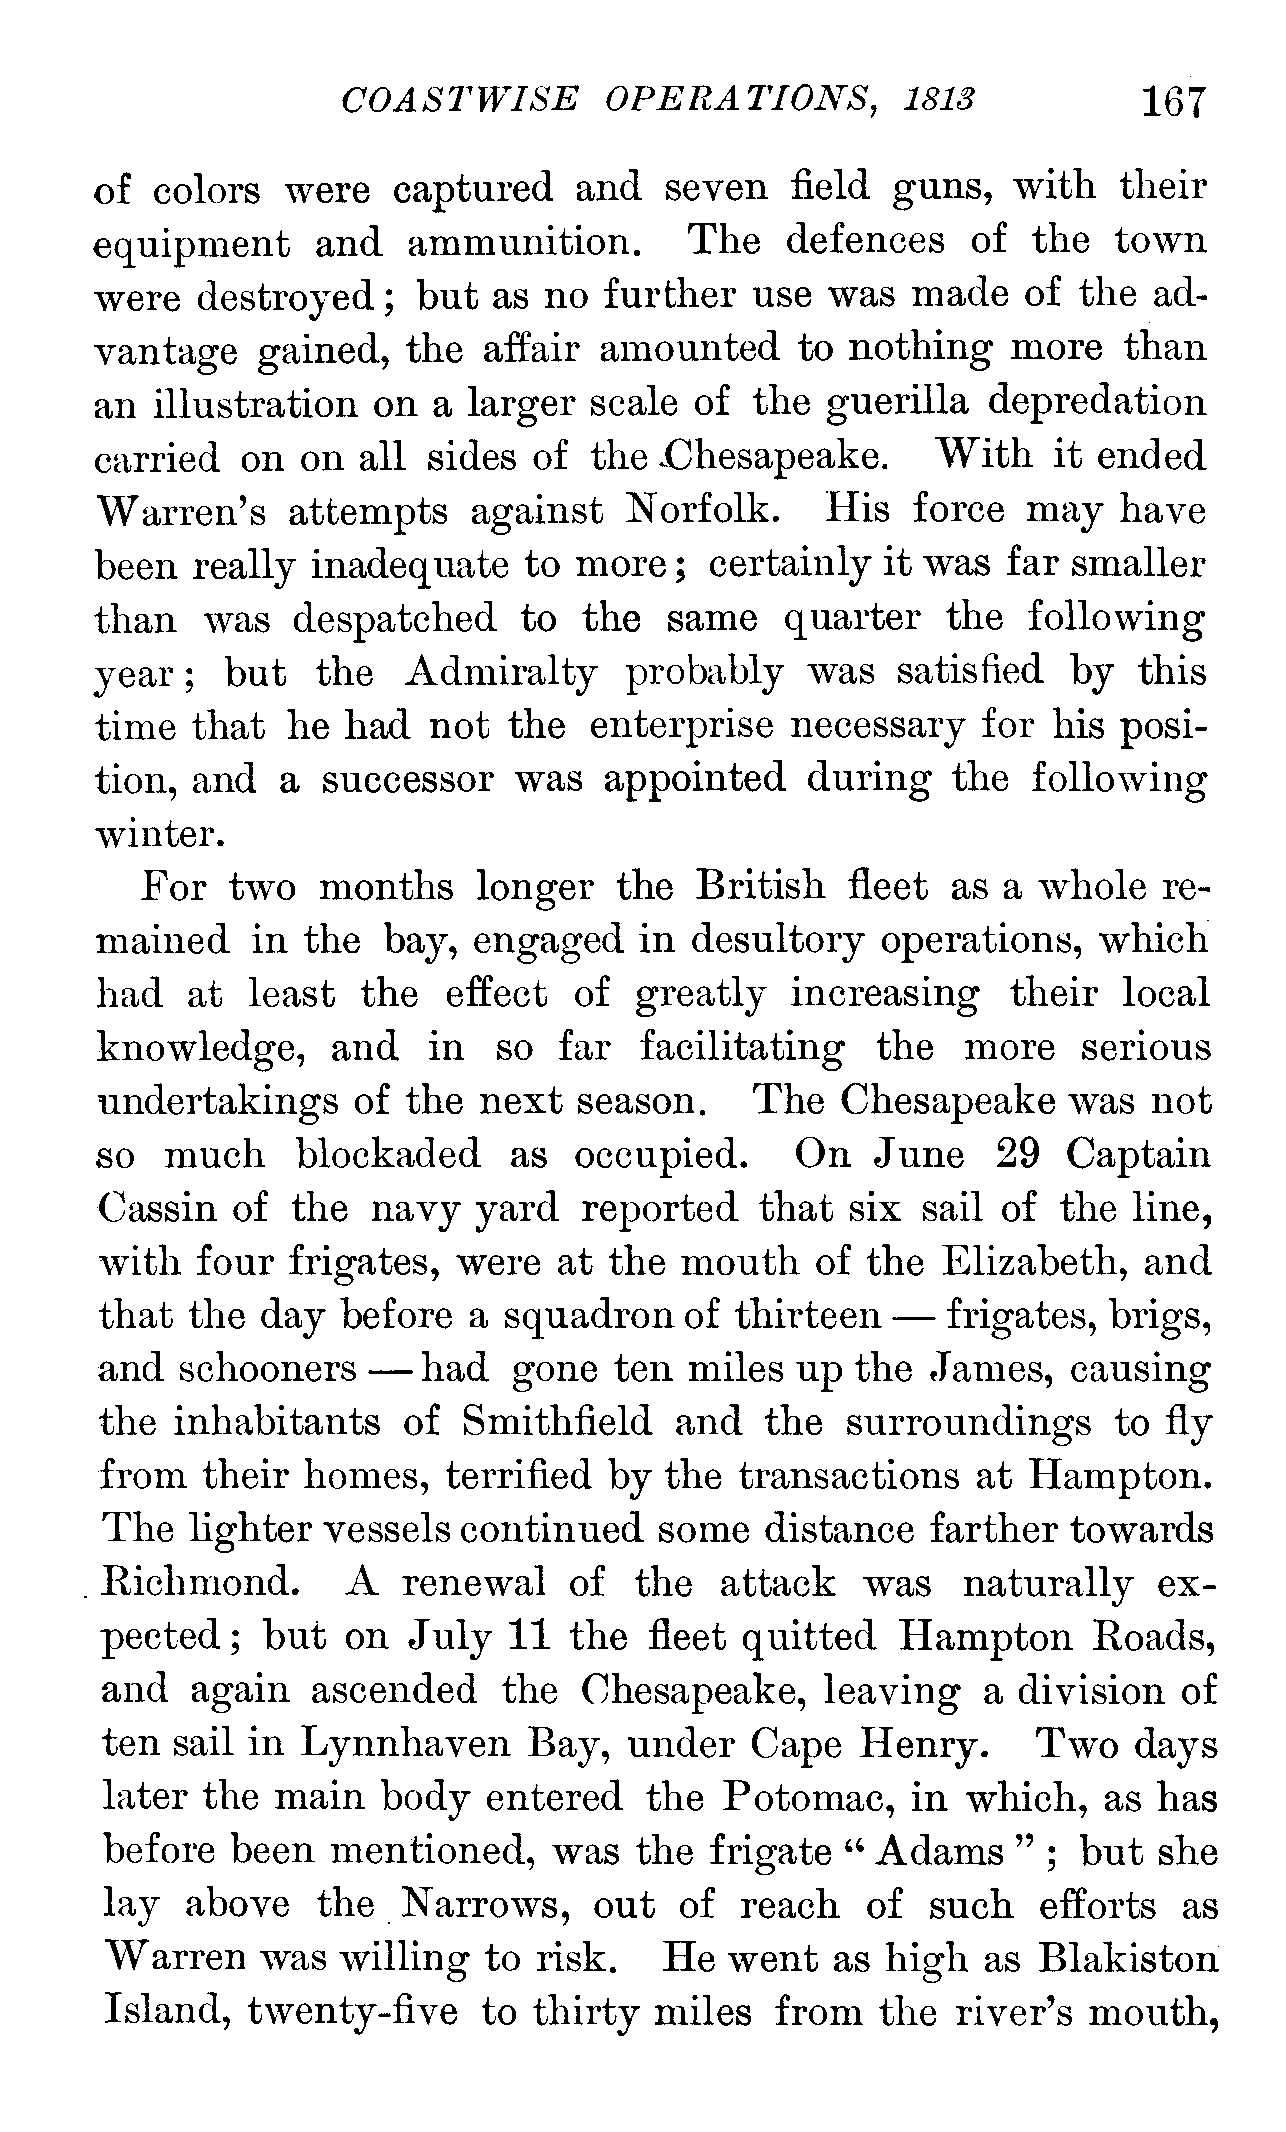 COASTWISE OPERATIONS, 1813 167
of colors were captured and seven field guns, with their
equipment and ammunition. The defences of the town
were destroyed; but as no further use was made of the ad-
vantage gained, the affair amounted to nothing more than
an illustration on a larger scale of the guerilla depredation
carried on on all sides of the Chesapeake. With it ended
Warren's attempts against Norfolk. His force may have
been really inadequate to more; certainly it was far smaller
than was despatched to the same quarter the following
year; but the Admiralty probably was satisfied by this
time that he had not the enterprise necessary for his posi-
tion, and a successor was appointed during the following
winter.
For two months longer the British fleet as a whole re-
mained in the bay, engaged in desultory operations, which
had at least the effect of greatly increasing their local
knowledge, and in so far facilitating the more serious
undertakings of the next season. The Chesapeake was not
so much blockaded as occupied. On June 29 Captain
Cassin of the navy yard reported that six sail of the line,
with four frigates, were at the mouth of the Elizabeth, and
that the day before a squadron of thirteen — frigates, brigs,
and schooners — had gone ten miles up the James, causing
the inhabitants of Smithfield and the surroundings to fly
from their homes, terrified by the transactions at Hampton.
The lighter vessels continued some distance farther towards
Richmond. A renewal of the attack was naturally ex-
pected; but on July 11 the fleet quitted Hampton Roads,
and again ascended the Chesapeake, leaving a division of
ten sail in Lynnhaven Bay, under Cape Henry. Two days
later the main body entered the Potomac, in which, as has
before been mentioned, was the frigate “Adams”; but she
lay above the Narrows, out of reach of such efforts as
Warren was willing to risk. He went as high as Blakiston
Island, twenty-five to thirty miles from the river's mouth,